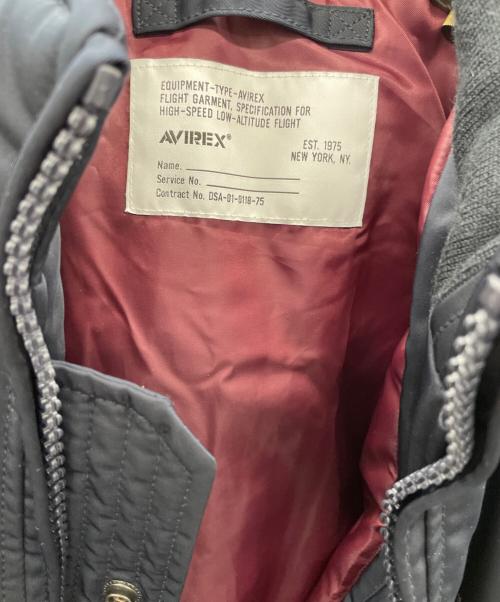 EQUIPMENT-TYPE-AVIREX
FLIGHT GARMENT, SPECIFICATION FOR
HIGH-SPEED LOW-ALTITUDE FLIGHT
AVIREX®
EST. 1975
NEW YORK, NY.
Name.
Service No.
Contract No. DSA-01-0118-75